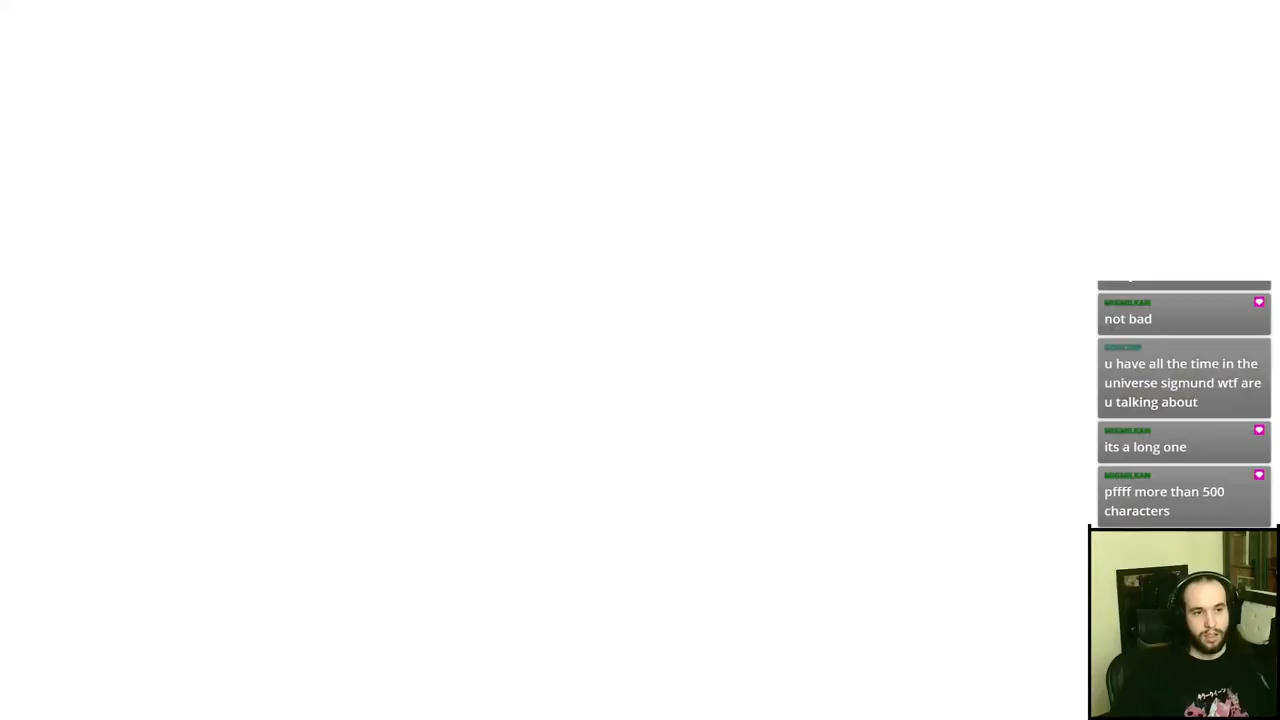 not bad
u have all the time in the
universe sigmund wtf are
u talking about
its a long one
pffff more than 500
characters